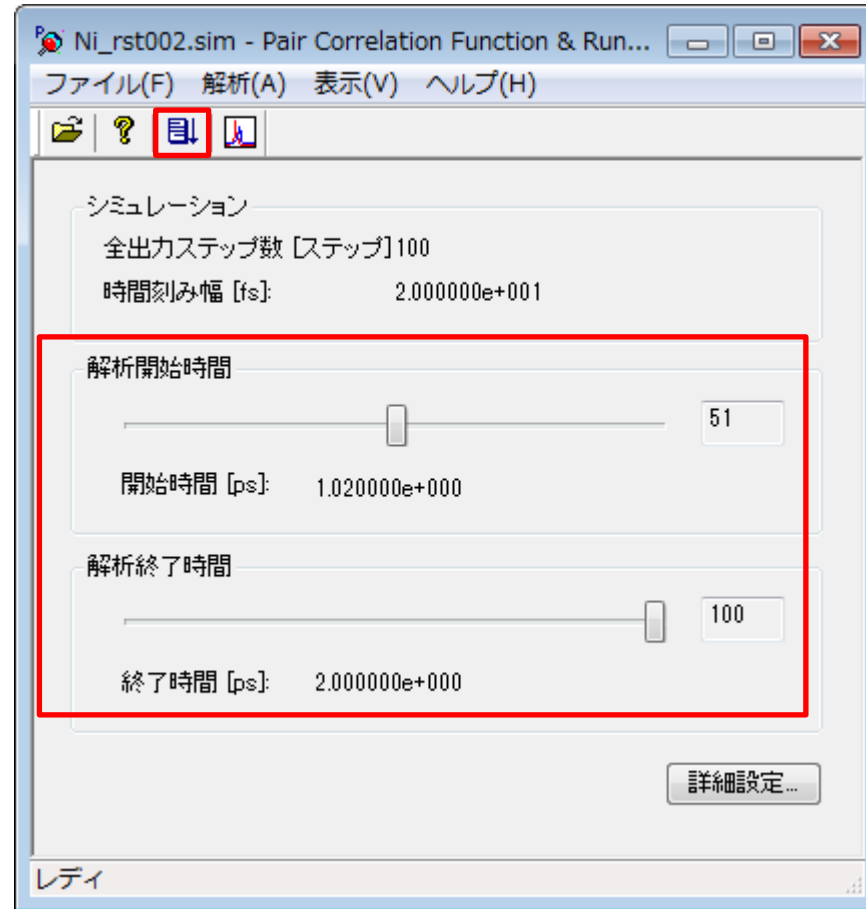 Ni_rst002.sim - Pair Correlation Function & Run...
ファイル(F) 解析(A) 表示(V) ヘルプ(H)
シミュレーション
全出力ステップ数 [ステップ]100
時間刻み幅 [fs]: 2.000000e+001
解析開始時間
51
開始時間 [ps]: 1.020000e+000
解析終了時間
100
終了時間 [ps]: 2.000000e+000
詳細設定...
レディ